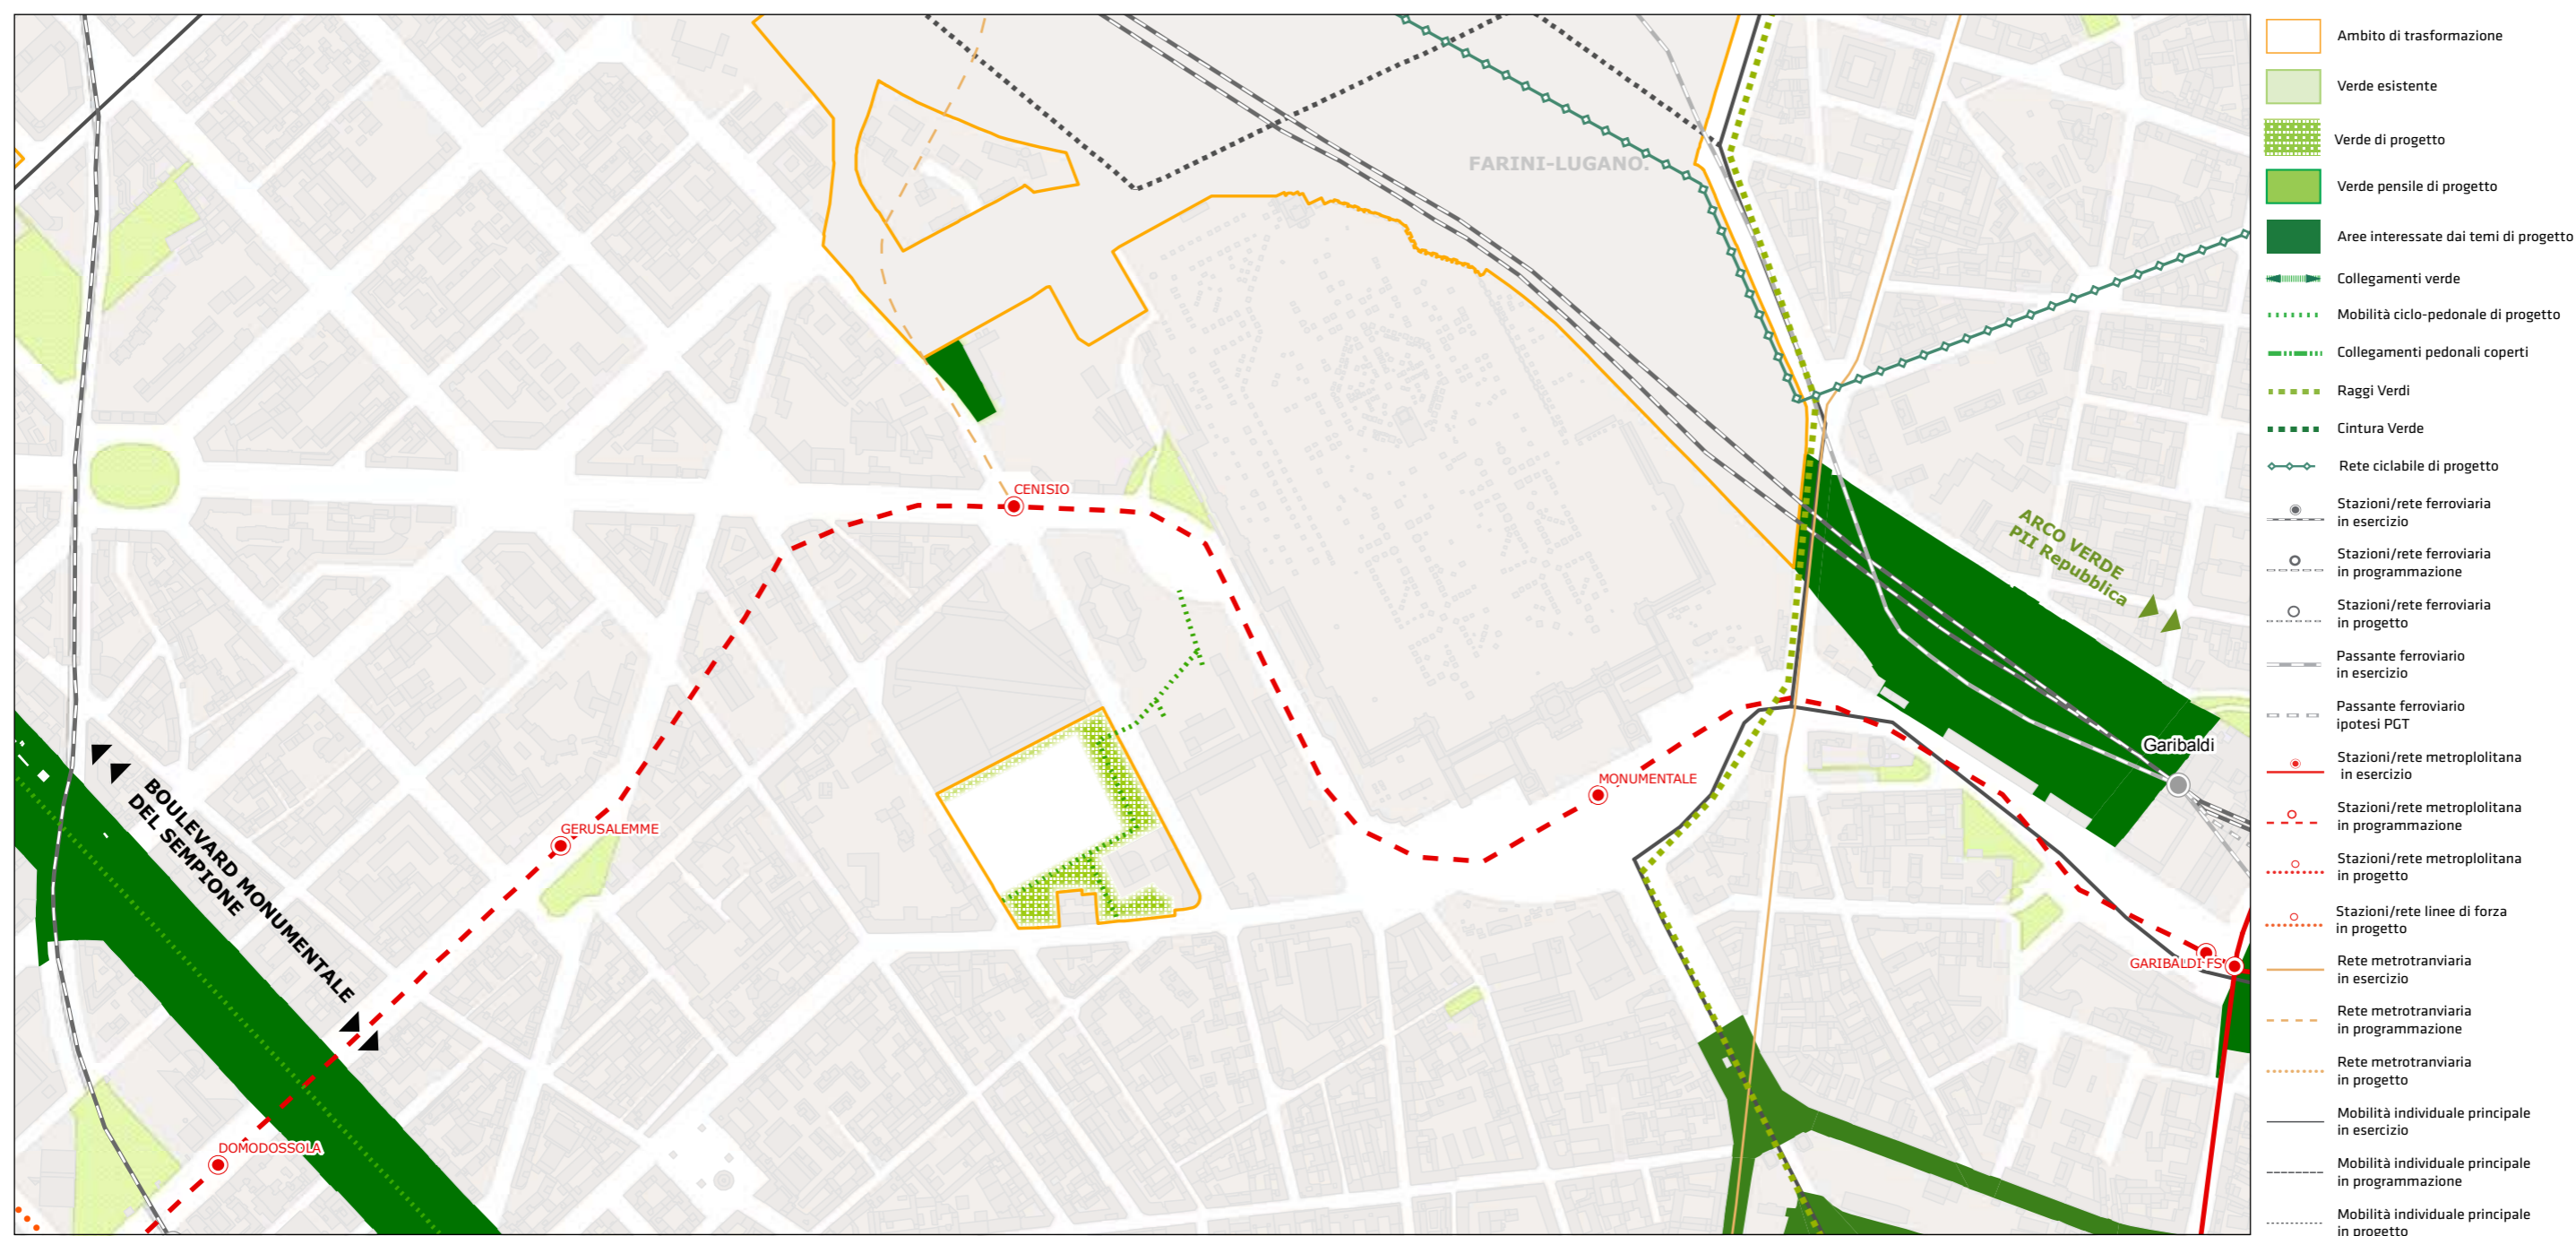 FARINI-LUGANO.
CENISIO
ARCO VERDE
PII Repubblica
Garibaldi
MONUMENTALE
GERUSALEMME
BOULEVARD MONUMENTALE
DEL SEMPIONE
GARIBALDI FS
DOMODOSSOLA
Ambito di trasformazione
Verde esistente
Verde di progetto
Verde pensile di progetto
Aree interessate dai temi di progetto
Collegamenti verde
Mobilità ciclo-pedonale di progetto
Collegamenti pedonali coperti
Raggi Verdi
Cintura Verde
Rete ciclabile di progetto
Stazioni/rete ferroviaria
in esercizio
Stazioni/rete ferroviaria
in programmazione
Stazioni/rete ferroviaria
in progetto
Passante ferroviario
in esercizio
Passante ferroviario
ipotesi PGT
Stazioni/rete metroplolitana
in esercizio
Stazioni/rete metroplolitana
in programmazione
Stazioni/rete metroplolitana
in progetto
Stazioni/rete linee di forza
in progetto
Rete metrotranviaria
in esercizio
Rete metrotranviaria
in programmazione
Rete metrotranviaria
in progetto
Mobilità individuale principale
in esercizio
Mobilità individuale principale
in programmazione
Mobilità individuale principale
in progetto